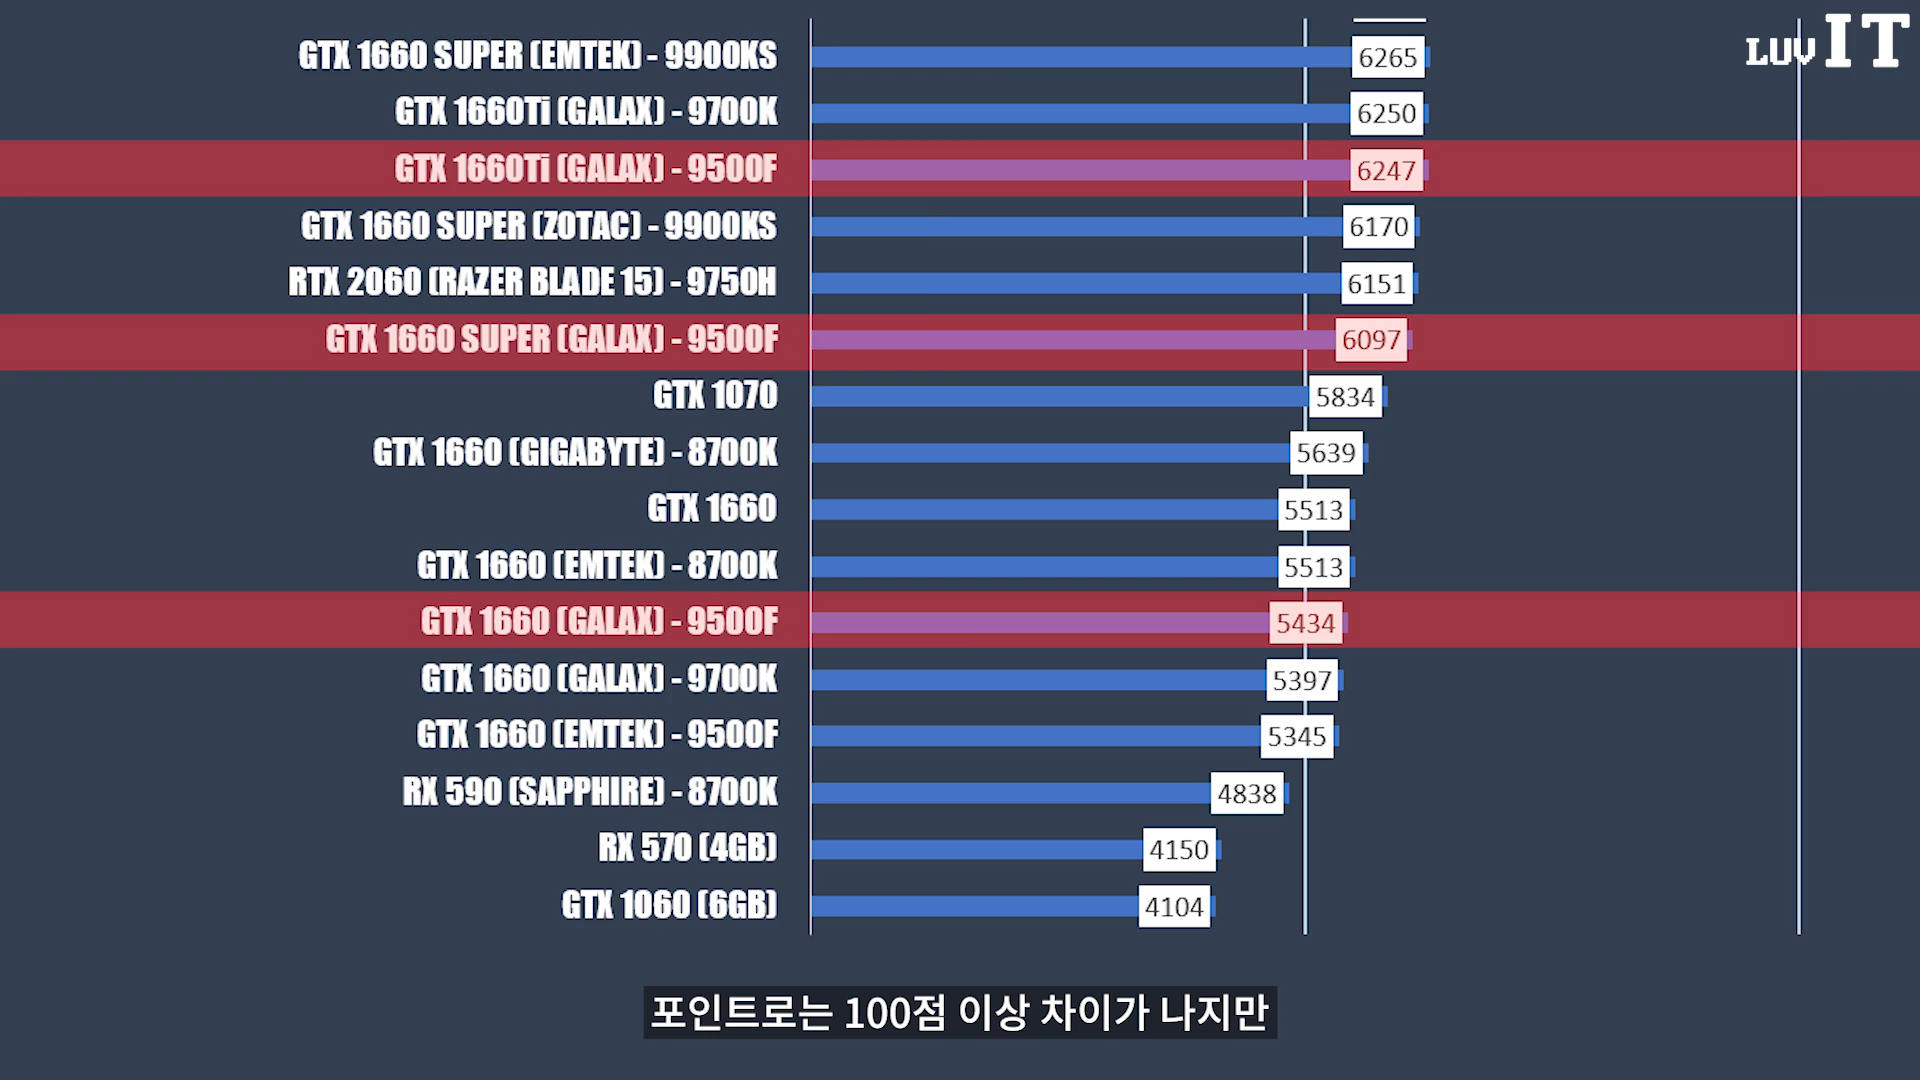 LUV IT
GTX 1660 SUPER (EMTEK) - 9900KS 6265
GTX 1660Ti (GALAX) - 9700K 6250
GTX 1660Ti (GALAX) - 9500F 6247
GTX 1660 SUPER (ZOTAC) - 9900KS 6170
RTX 2060 (RAZER BLADE 15) - 9750H 6151
GTX 1660 SUPER (GALAX) - 9500F 6097
GTX 1070 5834
GTX 1660 (GIGABYTE) - 8700K 5639
GTX 1660 5513
GTX 1660 (EMTEK) - 8700K 5513
GTX 1660 (GALAX) - 9500F 5434
GTX 1660 (GALAX) - 9700K 5397
GTX 1660 (EMTEK) - 9500F 5345
RX 590 (SAPPHIRE) - 8700K 4838
RX 570 (4GB) 4150
GTX 1060 (6GB) 4104
포인트로는 100점 이상 차이가 나지만